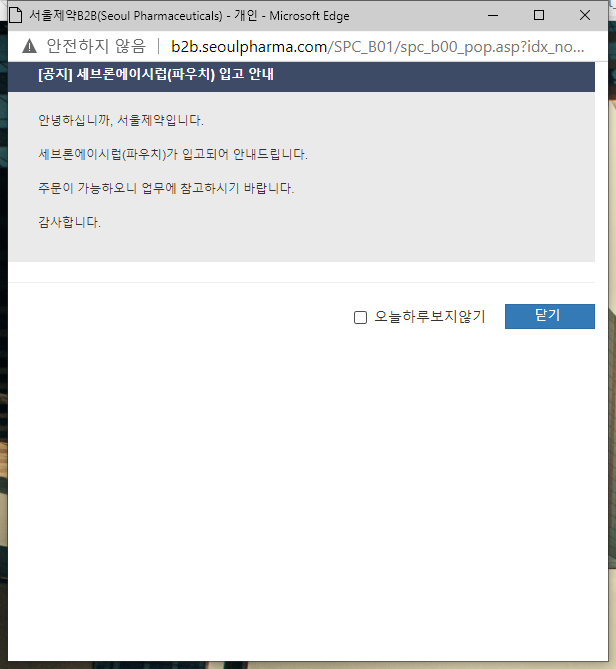 서울제약B2B(Seoul Pharmaceuticals) - 개인 - Microsoft Edge
안전하지 않음 | b2b.seoulpharma.com/SPC_B01/spc_b00_pop.asp?idx_no...
[공지] 세브론에이시럽(파우치) 입고 안내
안녕하십니까, 서울제약입니다.
세브론에이시럽(파우치)가 입고되어 안내드립니다.
주문이 가능하오니 업무에 참고하시기 바랍니다.
감사합니다.
오늘하루보지않기 닫기